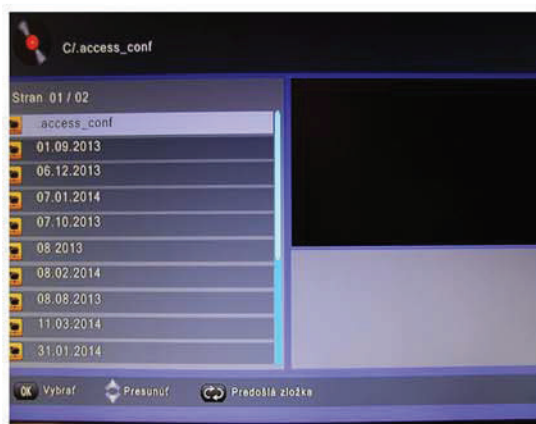 C/.access_conf
Stran 01 / 02
.access_conf
01.09.2013
06.12.2013
07.01.2014
07.10.2013
08 2013
08.02.2014
08.08.2013
11.03.2014
31.01.2014
OK Vybrať Presunúť Predošlá zložka